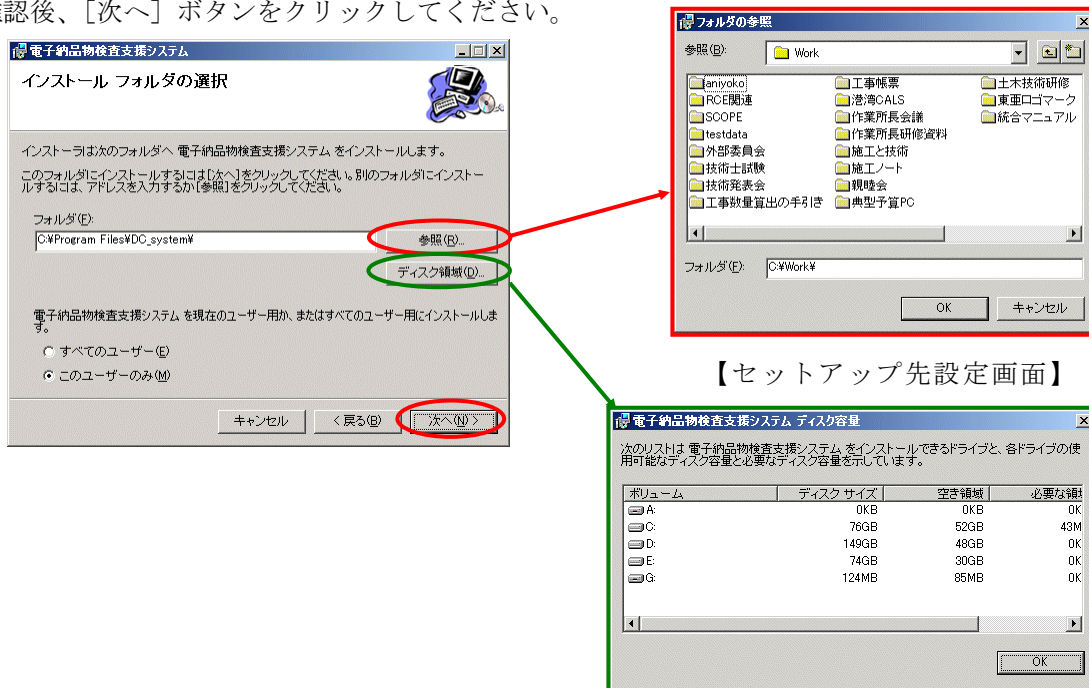 確認後、［次へ］ボタンをクリックしてください。
電子納品物検査支援システム
インストール フォルダの選択
インストーラは次のフォルダへ 電子納品物検査支援システム をインストールします。
このフォルダにインストールするには[次へ]をクリックしてください。別のフォルダにインストー
ルするには、アドレスを入力するか[参照]をクリックしてください。
フォルダ(F):
C:¥Program Files¥DC_system¥
参照(R)...
ディスク領域(D)...
電子納品物検査支援システム を現在のユーザー用か、またはすべてのユーザー用にインストールしま
す。
すべてのユーザー(E)
このユーザーのみ(M)
キャンセル
< 戻る(B)
次へ(N) >
フォルダの参照
参照(B):
Work
aniyoko
RCE関連
SCOPE
testdata
外部委員会
技術士試験
技術発表会
工事数量算出の手引き
工事帳票
港湾CALS
作業所長会議
作業所長研修資料
施工と技術
施工ノート
親睦会
典型予算PC
土木技術研修
東亜ロゴマーク
統合マニュアル
フォルダ(F):
C:¥Work¥
OK
キャンセル
【セットアップ先設定画面】
電子納品物検査支援システム ディスク容量
次のリストは 電子納品物検査支援システム をインストールできるドライブと、各ドライブの使
用可能なディスク容量と必要なディスク容量を示しています。
ボリューム ディスク サイズ 空き領域 必要な領域
A: 0KB 0KB 0K
C: 76GB 52GB 43M
D: 149GB 48GB 0K
E: 74GB 30GB 0K
G: 124MB 85MB 0K
OK